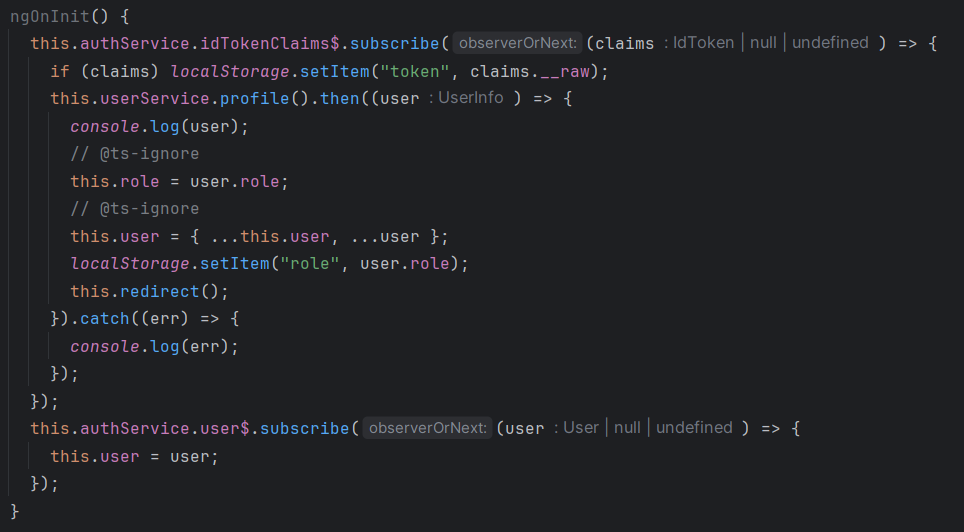 ngOnInit() {
  this.authService.idTokenClaims$.subscribe( observerOrNext: (claims : IdToken | null | undefined ) => {
    if (claims) localStorage.setItem("token", claims.__raw);
    this.userService.profile().then((user : UserInfo ) => {
      console.log(user);
      // @ts-ignore
      this.role = user.role;
      // @ts-ignore
      this.user = { ...this.user, ...user };
      localStorage.setItem("role", user.role);
      this.redirect();
    }).catch((err) => {
      console.log(err);
    });
  });
  this.authService.user$.subscribe( observerOrNext: (user : User | null | undefined ) => {
    this.user = user;
  });
}